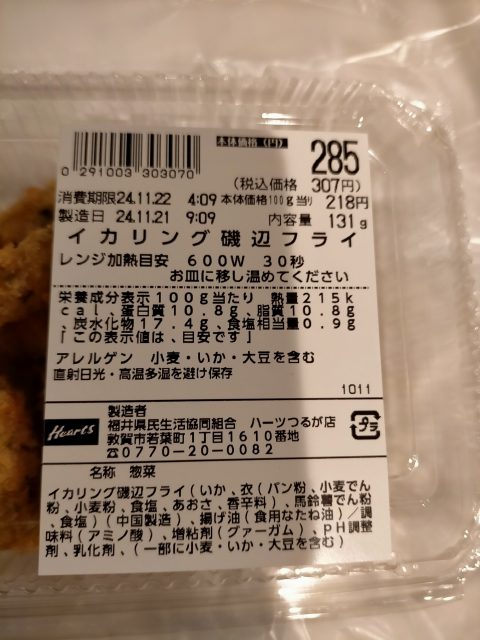 0 291003 303070
本体価格 (円) 285
(税込価格 307円)
消費期限24.11.22 4:09 本体価格100g当り 218円
製造日 24.11.21 9:09 内容量 131g
イカリング磯辺フライ
レンジ加熱目安 600W 30秒
お皿に移し温めてください
栄養成分表示100g当たり 熱量215k
cal、蛋白質10.8g、脂質10.8g
、炭水化物17.4g、食塩相当量0.9g
「この表示値は、目安です」
アレルゲン 小麦・いか・大豆を含む
直射日光・高温多湿を避け保存
1011
製造者
Hearts 福井県民生活協同組合 ハーツつるが店
敦賀市若葉町1丁目1610番地
☎0770-20-0082
プラ
名称 惣菜
イカリング磯辺フライ(いか、衣(パン粉、小麦でん
粉、小麦粉、食塩、あおさ、香辛料)、馬鈴薯でん粉
、食塩)(中国製造)、揚げ油(食用なたね油)/調
味料(アミノ酸)、増粘剤(グァーガム)、pH調整
剤、乳化剤、(一部に小麦・いか・大豆を含む)